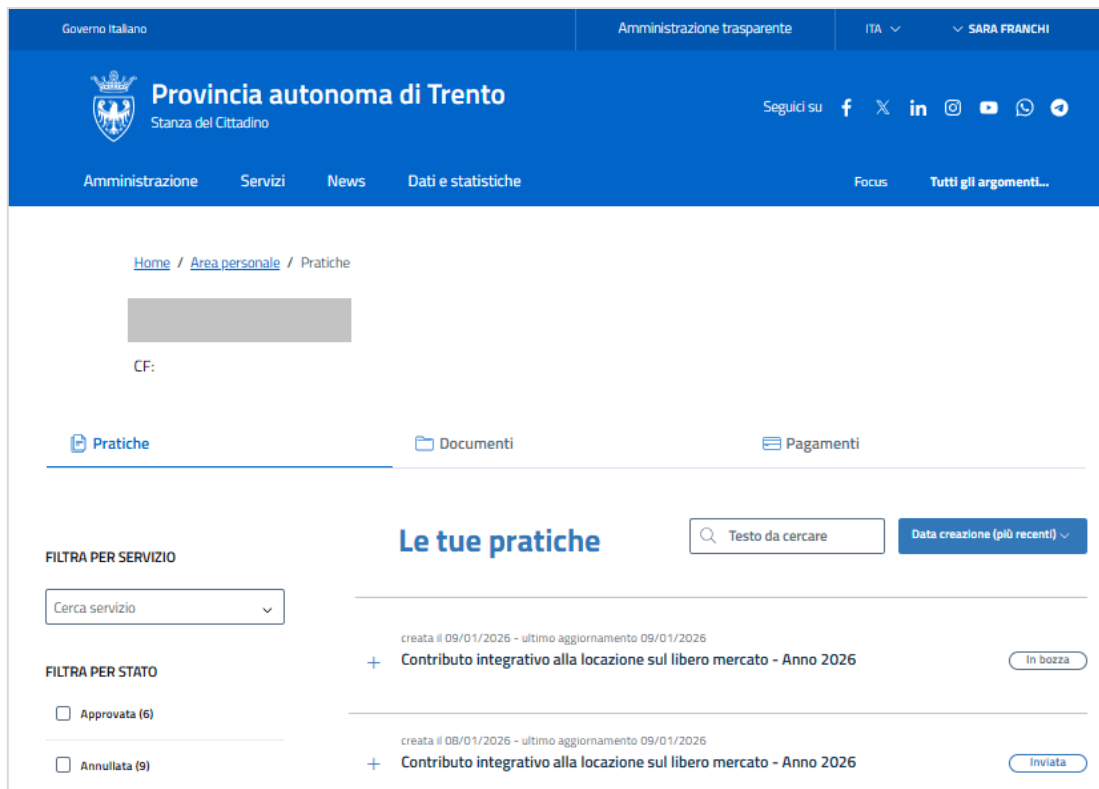 Governo Italiano
Amministrazione trasparente
ITA
SARA FRANCHI
Provincia autonoma di Trento
Stanza del Cittadino
Seguici su
Amministrazione
Servizi
News
Dati e statistiche
Focus
Tutti gli argomenti...
Home / Area personale / Pratiche
CF:
Pratiche
Documenti
Pagamenti
FILTRA PER SERVIZIO
Cerca servizio
FILTRA PER STATO
Approvata (6)
Annullata (9)
Le tue pratiche
Testo da cercare
Data creazione (più recenti)
creata il 09/01/2026 - ultimo aggiornamento 09/01/2026
Contributo integrativo alla locazione sul libero mercato - Anno 2026
In bozza
creata il 08/01/2026 - ultimo aggiornamento 09/01/2026
Contributo integrativo alla locazione sul libero mercato - Anno 2026
Inviata